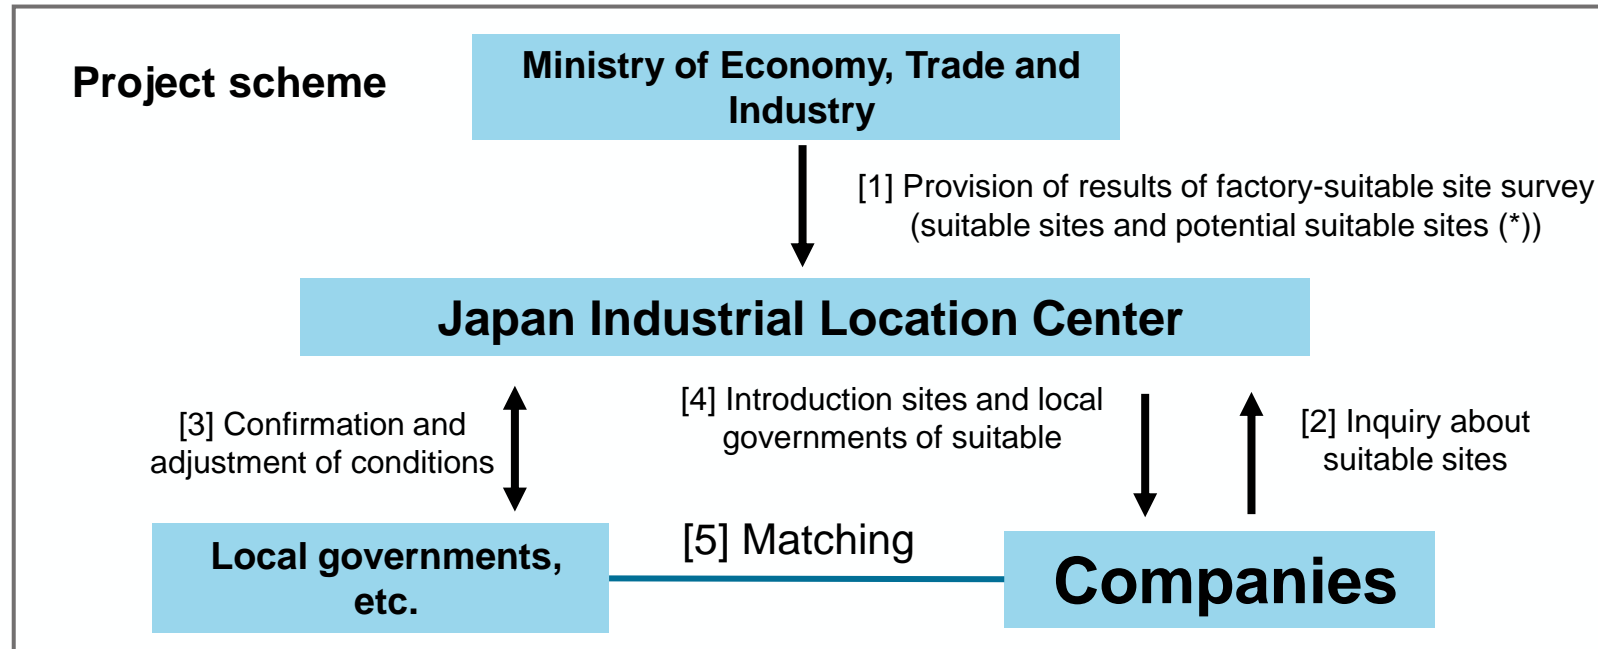 Project scheme
Ministry of Economy, Trade and
Industry
[1] Provision of results of factory-suitable site survey
(suitable sites and potential suitable sites (*))
Japan Industrial Location Center
[3] Confirmation and
adjustment of conditions
[4] Introduction sites and local
governments of suitable
[2] Inquiry about
suitable sites
Local governments,
etc.
[5] Matching
Companies